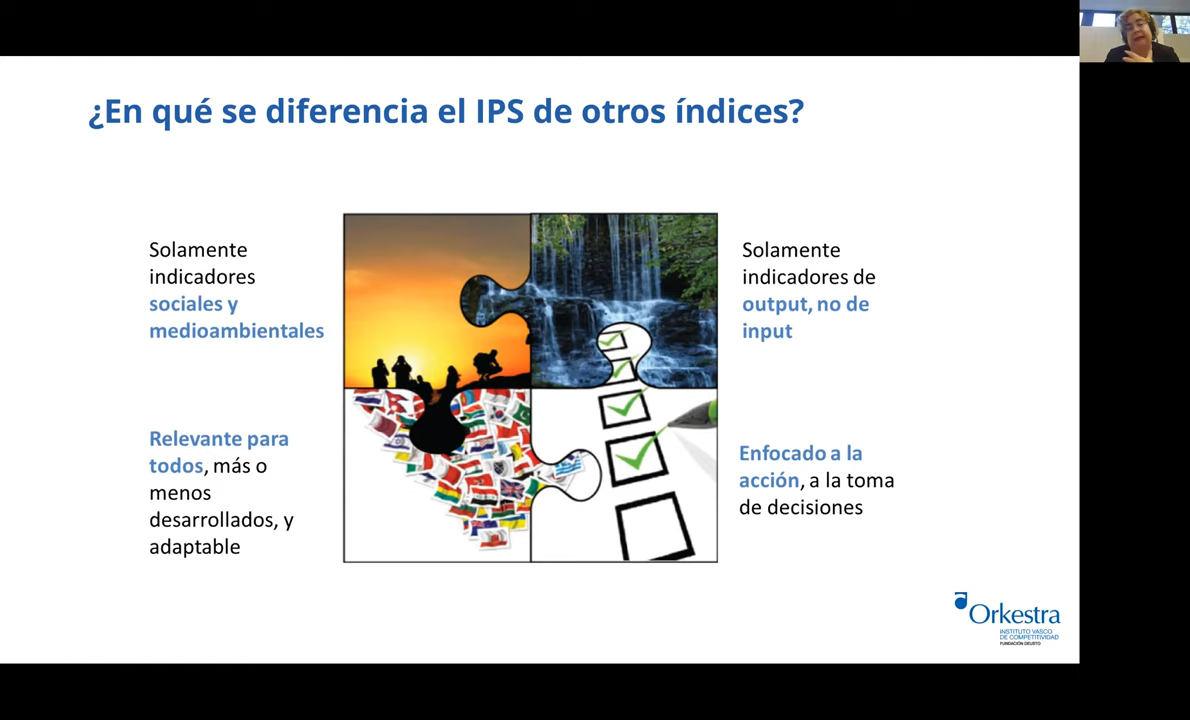 ¿En qué se diferencia el IPS de otros índices?
Solamente
indicadores
sociales y
medioambientales
Solamente
indicadores de
output, no de
input
Relevante para
todos, más o
menos
desarrollados, y
adaptable
Enfocado a la
acción, a la toma
de decisiones
Orkestra
INSTITUTO VASCO
DE COMPETITIVIDAD
FUNDACIÓN DEUSTO